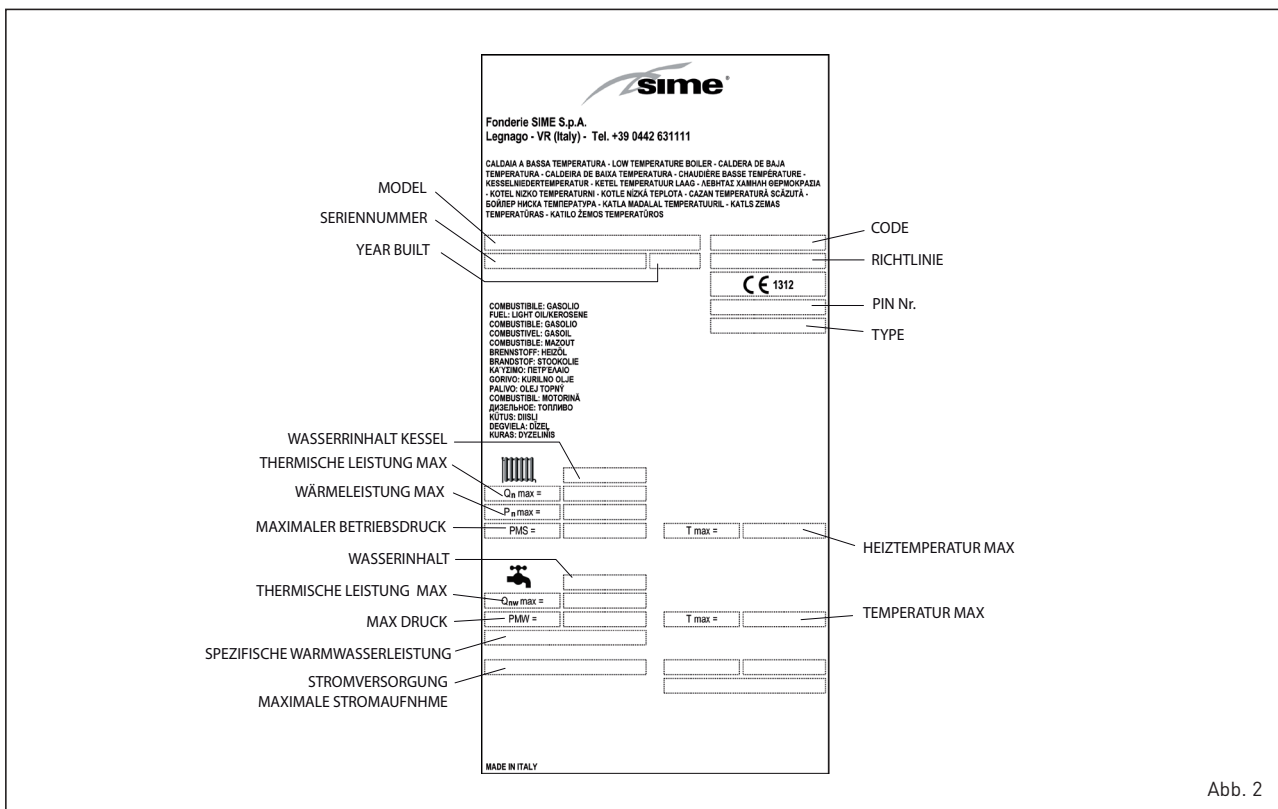 sime®
Fonderie SIME S.p.A.
Legnago - VR (Italy) - Tel. +39 0442 631111
CALDAIA A BASSA TEMPERATURA - LOW TEMPERATURE BOILER - CALDERA DE BAJA
TEMPERATURA - CALDEIRA DE BAIXA TEMPERATURA - CHAUDIÈRE BASSE TEMPÉRATURE -
KESSELNIEDERTEMPERATUR - KETEL TEMPERATUUR LAAG - ΛΕΒΗΤΑΣ ΧΑΜΗΛΗ ΘΕΡΜΟΚΡΑΣΙΑ
- KOTEL NIZKO TEMPERATURNI - KOTLE NÍZKÁ TEPLOTA - CAZAN TEMPERATURĂ SCĂZUTĂ -
БОЙЛЕР НИСКА ТЕМПЕРАТУРА - KATLA MADALAL TEMPERATUURIL - KATLS ZEMAS
TEMPERATŪRAS - KATILO ŽEMOS TEMPERATŪROS
MODEL
SERIENNUMMER
YEAR BUILT
CODE
RICHTLINIE
CE 1312
PIN Nr.
TYPE
COMBUSTIBILE: GASOLIO
FUEL: LIGHT OIL/KEROSENE
COMBUSTIBLE: GASOLIO
COMBUSTIVEL: GASOIL
COMBUSTIBLE: MAZOUT
BRENNSTOFF: HEIZÖL
BRANDSTOF: STOOKOLIE
ΚΑΎΣΙΜΟ: ΠΕΤΡΈΛΑΙΟ
GORIVO: KURILNO OLJE
PALIVO: OLEJ TOPNÝ
COMBUSTIBIL: MOTORINĂ
ДИЗЕЛЬНОЕ: ТОПЛИВО
KÜTUS: DIISLI
DEGVIELA: DĪZEĻ
KURAS: DYZELINIS
WASSERRINHALT KESSEL
THERMISCHE LEISTUNG MAX
Qn max =
WÄRMELEISTUNG MAX
Pn max =
MAXIMALER BETRIEBSDRUCK
PMS =
T max =
HEIZTEMPERATUR MAX
WASSERINHALT
THERMISCHE LEISTUNG MAX
Qnw max =
MAX DRUCK
PMW =
T max =
TEMPERATUR MAX
SPEZIFISCHE WARMWASSERLEISTUNG
STROMVERSORGUNG
MAXIMALE STROMAUFNHME
MADE IN ITALY
Abb. 2